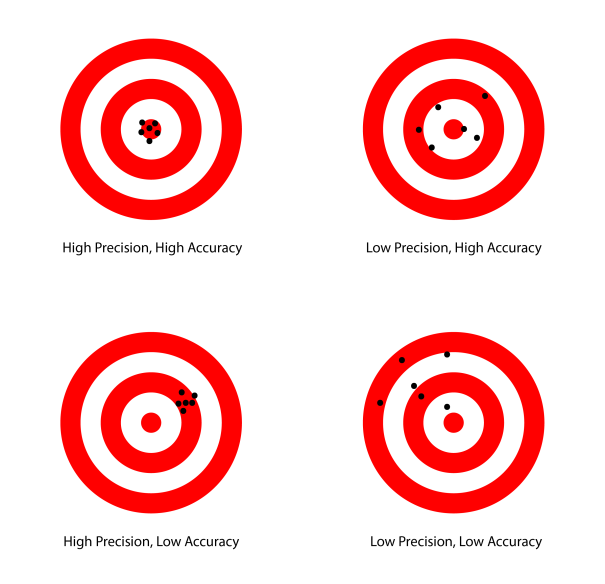 High Precision, High Accuracy
Low Precision, High Accuracy
High Precision, Low Accuracy
Low Precision, Low Accuracy